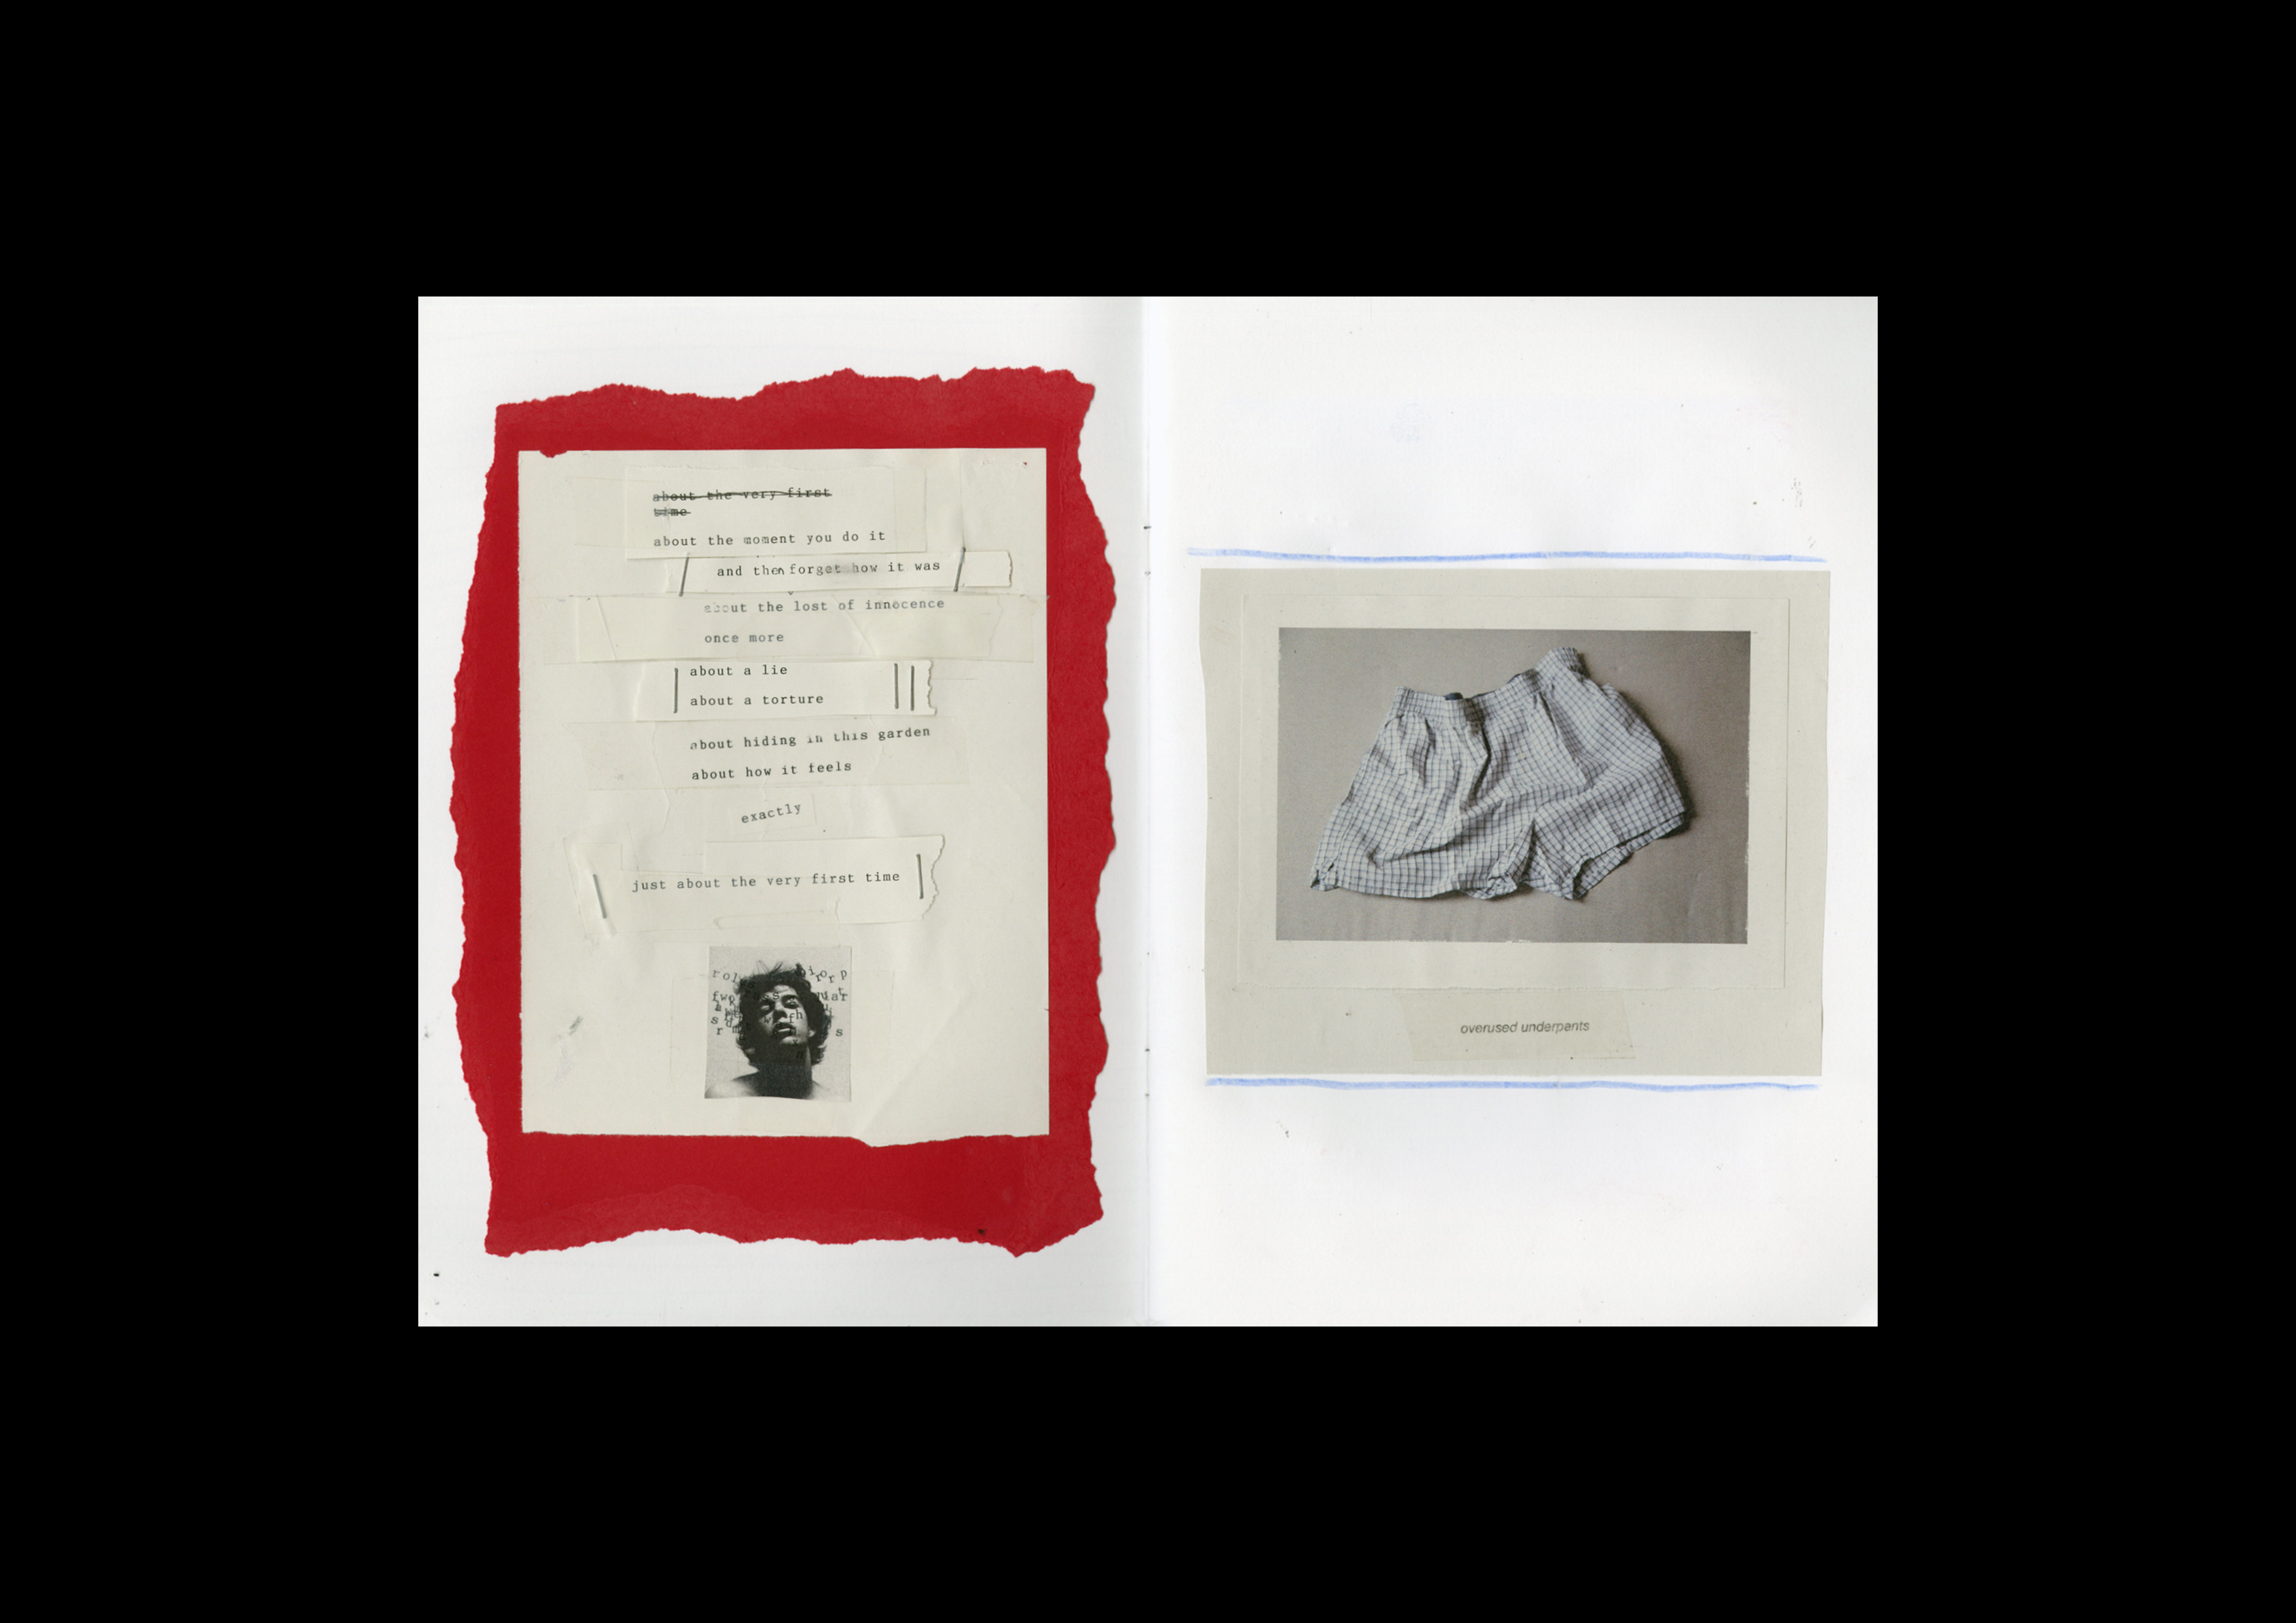 about the very first
time
about the moment you do it
and then forget how it was
about the lost of innocence
once more
about a lie
about a torture
about hiding in this garden
about how it feels
exactly
just about the very first time
overused underpants